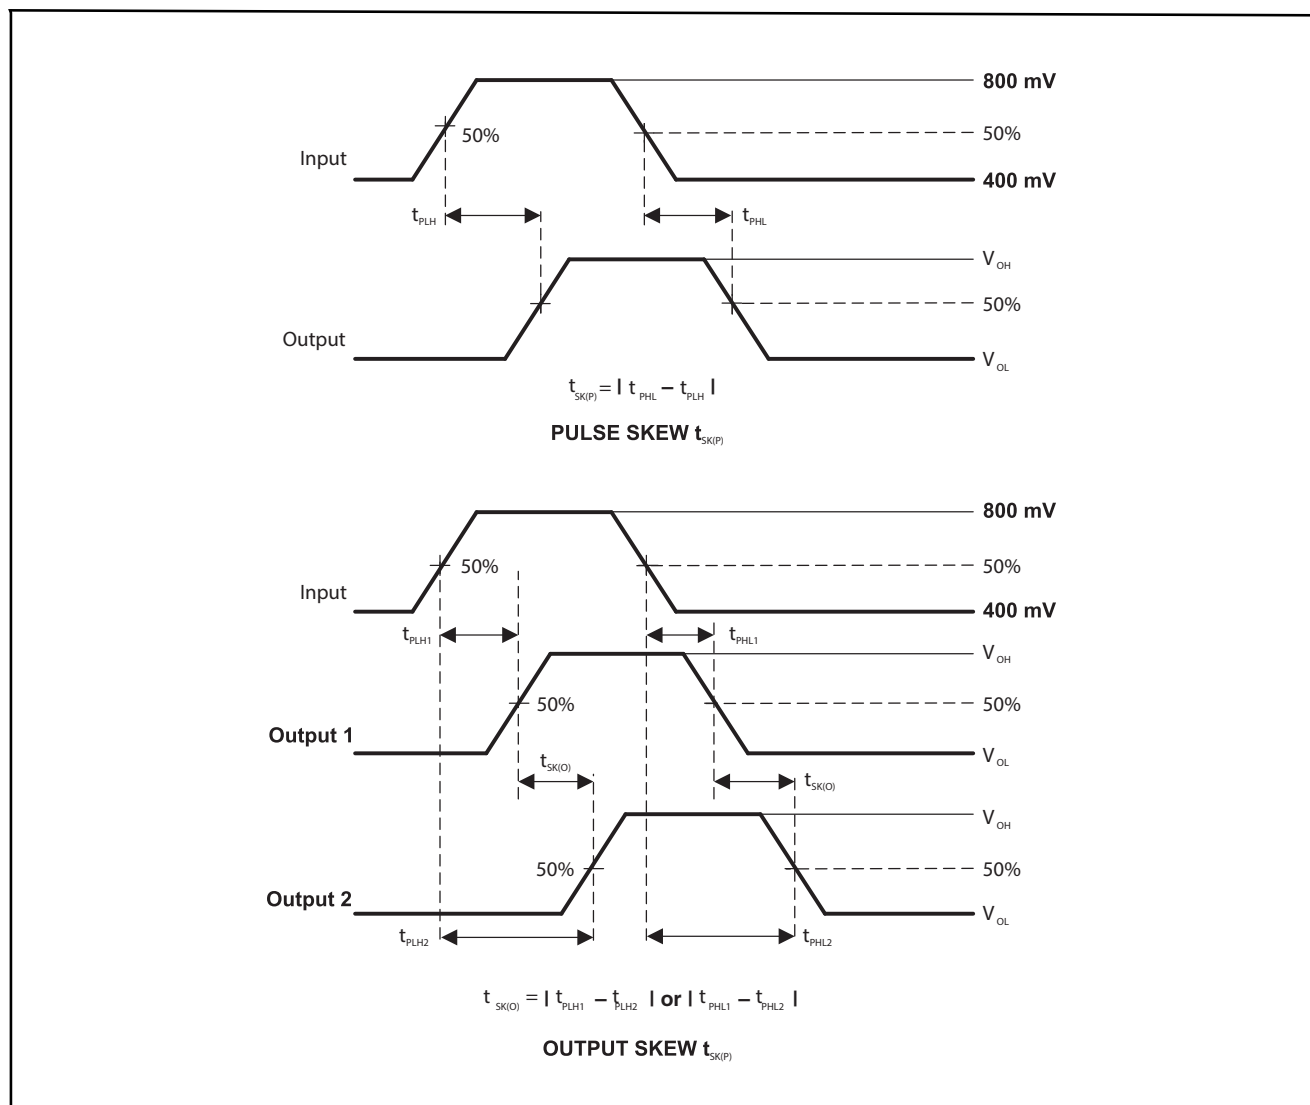 800 mV
50%
50%
Input
400 mV
tPLH
tPHL
VOH
50%
Output
VOL
tSK(P) = | tPHL – tPLH |
PULSE SKEW tSK(P)
800 mV
50%
50%
Input
400 mV
tPLH1
tPHL1
VOH
50%
50%
Output 1
VOL
tSK(O)
tSK(O)
VOH
50%
50%
Output 2
VOL
tPLH2
tPHL2
tSK(O) = | tPLH1 – tPLH2 | or | tPHL1 – tPHL2 |
OUTPUT SKEW tSK(P)